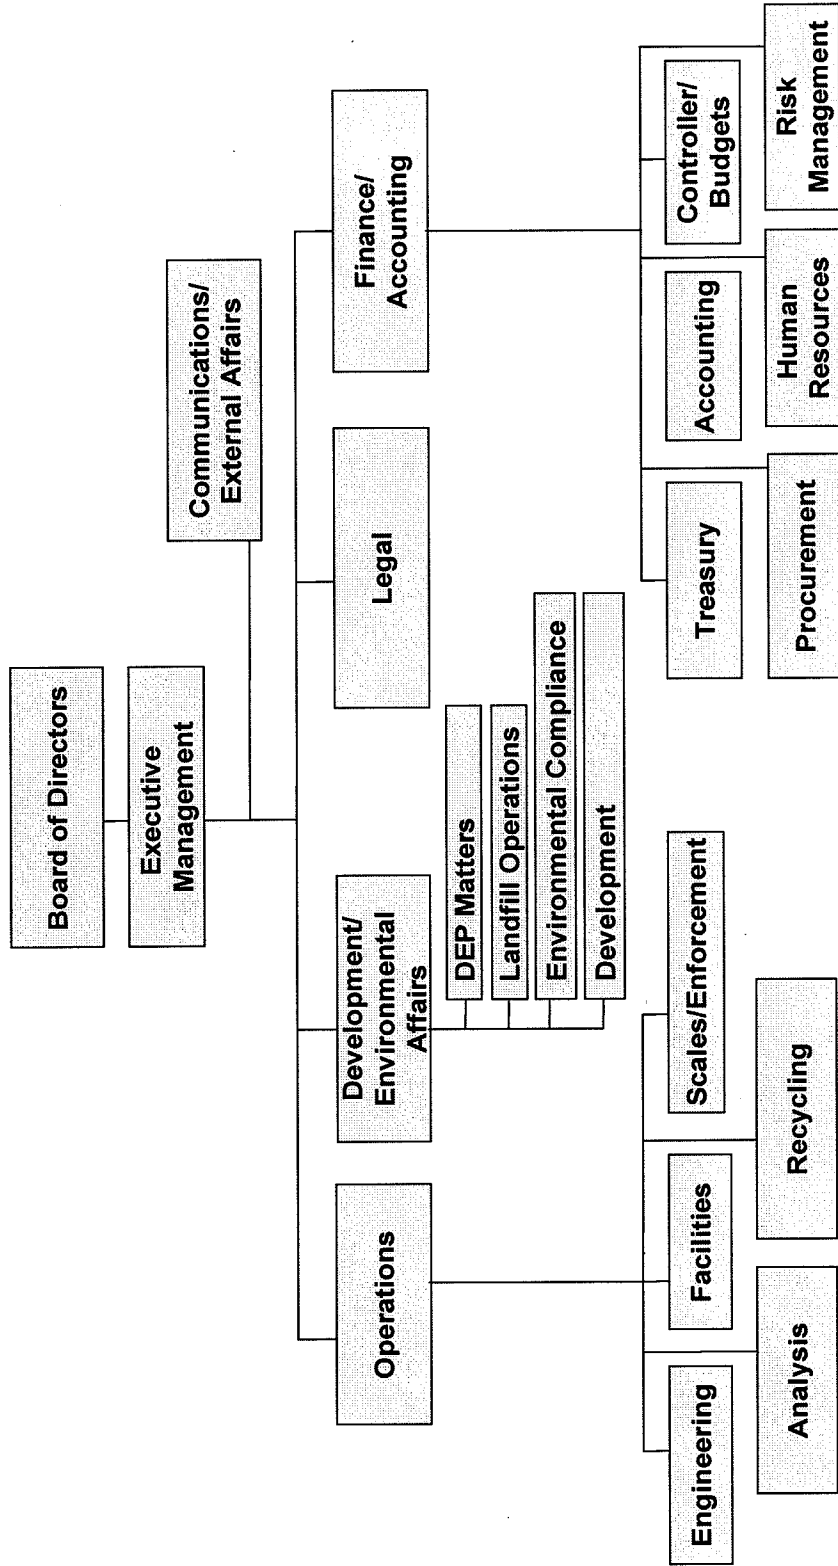 Board of Directors
Executive
Management
Communications/
External Affairs
Operations
Development/
Environmental
Affairs
Legal
Finance/
Accounting
DEP Matters
Landfill Operations
Environmental Compliance
Development
Engineering
Facilities
Scales/Enforcement
Analysis
Recycling
Treasury
Accounting
Controller/
Budgets
Procurement
Human
Resources
Risk
Management